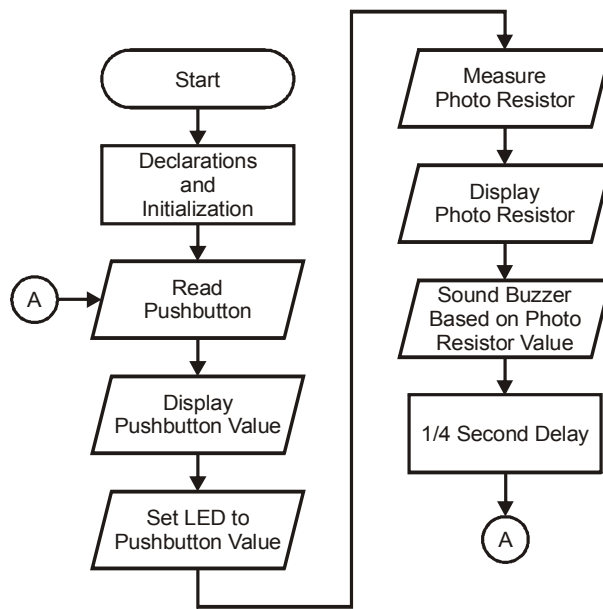 Start
Declarations
and
Initialization
A
Read
Pushbutton
Display
Pushbutton Value
Set LED to
Pushbutton Value
Measure
Photo Resistor
Display
Photo Resistor
Sound Buzzer
Based on Photo
Resistor Value
1/4 Second Delay
A